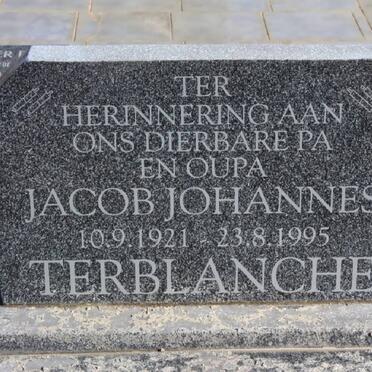 TER
HERINNERING AAN
ONS DIERBARE PA
EN OUPA
JACOB JOHANNES
10.9.1921 - 23.8.1995
TERBLANCHE